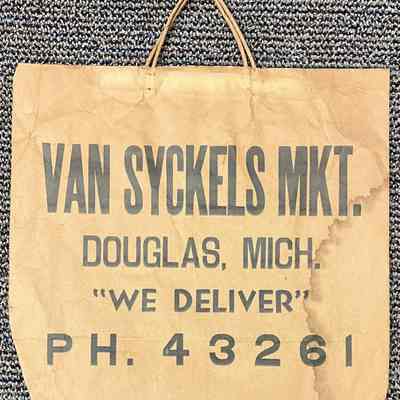 VAN SYCKELS MKT.
DOUGLAS, MICH.
"WE DELIVER"
PH. 43261